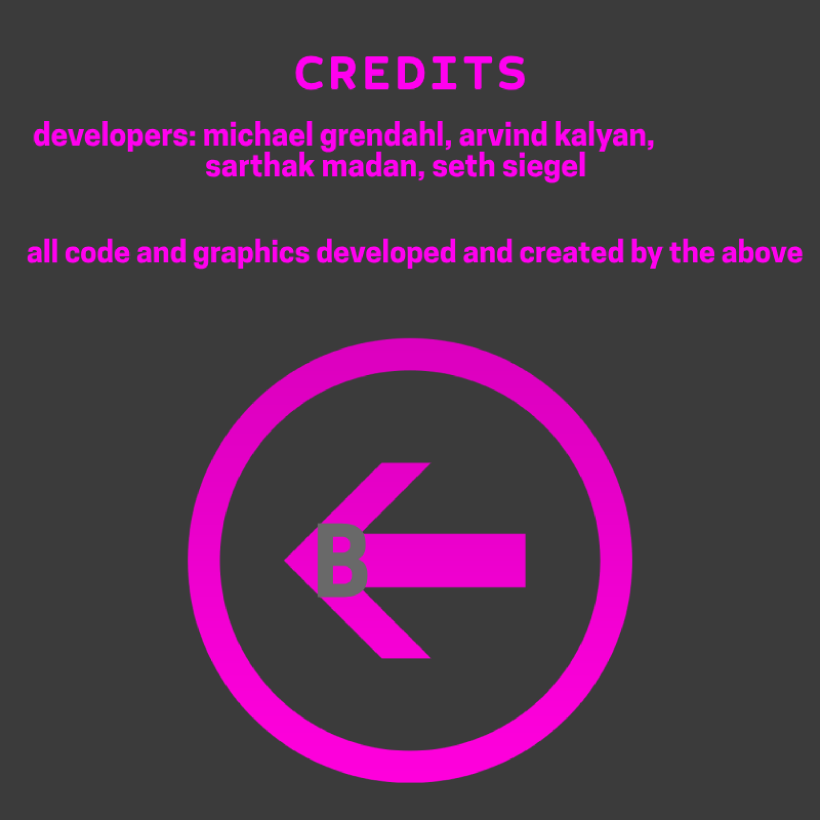 CREDITS
developers: michael grendahl, arvind kalyan,
sarthak madan, seth siegel
all code and graphics developed and created by the above
B